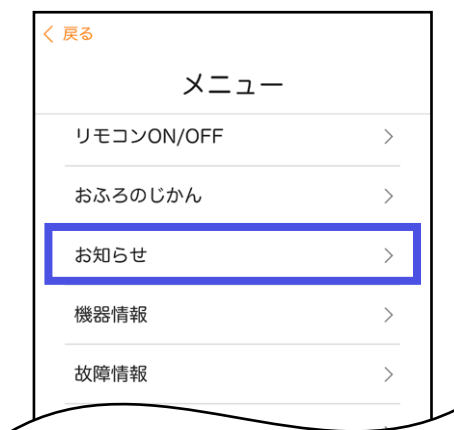 戻る
メニュー
リモコンON/OFF
おふろのじかん
お知らせ
機器情報
故障情報